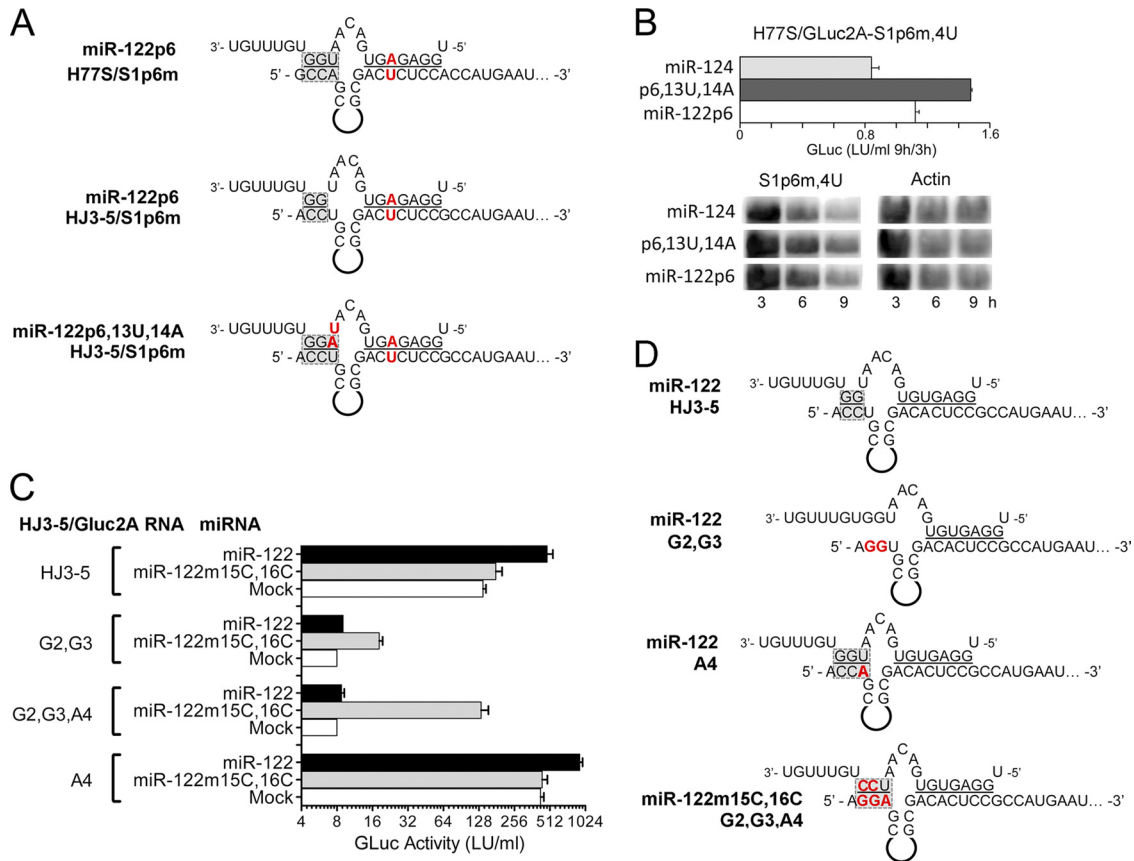 A
miR-122p6
H77S/S1p6m
3'- UGUUUGU
A
A
C
A
G
U -5'
GGU
UGAGAGG
5' - GCCA
GACUCUCCACCAUGAAU... -3'
G
C
C
G
miR-122p6
HJ3-5/S1p6m
3'- UGUUUGU
U
A
A
C
A
G
U -5'
GG
UGAGAGG
5'- ACCU
GACUCUCCGCCAUGAAU... -3'
G
C
C
G
miR-122p6,13U,14A
HJ3-5/S1p6m
3'- UGUUUGU
U
A
C
A
G
U -5'
GGA
UGAGAGG
5'- ACCU
GACUCUCCGCCAUGAAU... -3'
G
C
C
G
B
H77S/GLuc2A-S1p6m,4U
miR-124
p6,13U,14A
miR-122p6
0 0.8 1.6
GLuc (LU/ml 9h/3h)
S1p6m,4U Actin
miR-124
p6,13U,14A
miR-122p6
3 6 9 3 6 9 h
C
HJ3-5/Gluc2A RNA miRNA
miR-122
HJ3-5 miR-122m15C,16C
Mock
miR-122
G2,G3 miR-122m15C,16C
Mock
miR-122
G2,G3,A4 miR-122m15C,16C
Mock
miR-122
A4 miR-122m15C,16C
Mock
4 8 16 32 64 128 256 512 1024
GLuc Activity (LU/ml)
D
miR-122
HJ3-5
3'- UGUUUGU
U
A
A
C
A
G
U -5'
GG
UGUGAGG
5' - ACCU
GACACUCCGCCAUGAAU... -3'
G
C
C
G
miR-122
G2,G3
3'- UGUUUGUGGU
A
A
C
A
G
U -5'
UGUGAGG
5' - AGGU
GACACUCCGCCAUGAAU... -3'
G
C
C
G
miR-122
A4
3'- UGUUUGU
A
A
C
A
G
U -5'
GGU
UGUGAGG
5' - ACCA
GACACUCCGCCAUGAAU... -3'
G
C
C
G
miR-122m15C,16C
G2,G3,A4
3'- UGUUUGU
A
A
C
A
G
U -5'
CCU
UGUGAGG
5' - AGGA
GACACUCCGCCAUGAAU... -3'
G
C
C
G